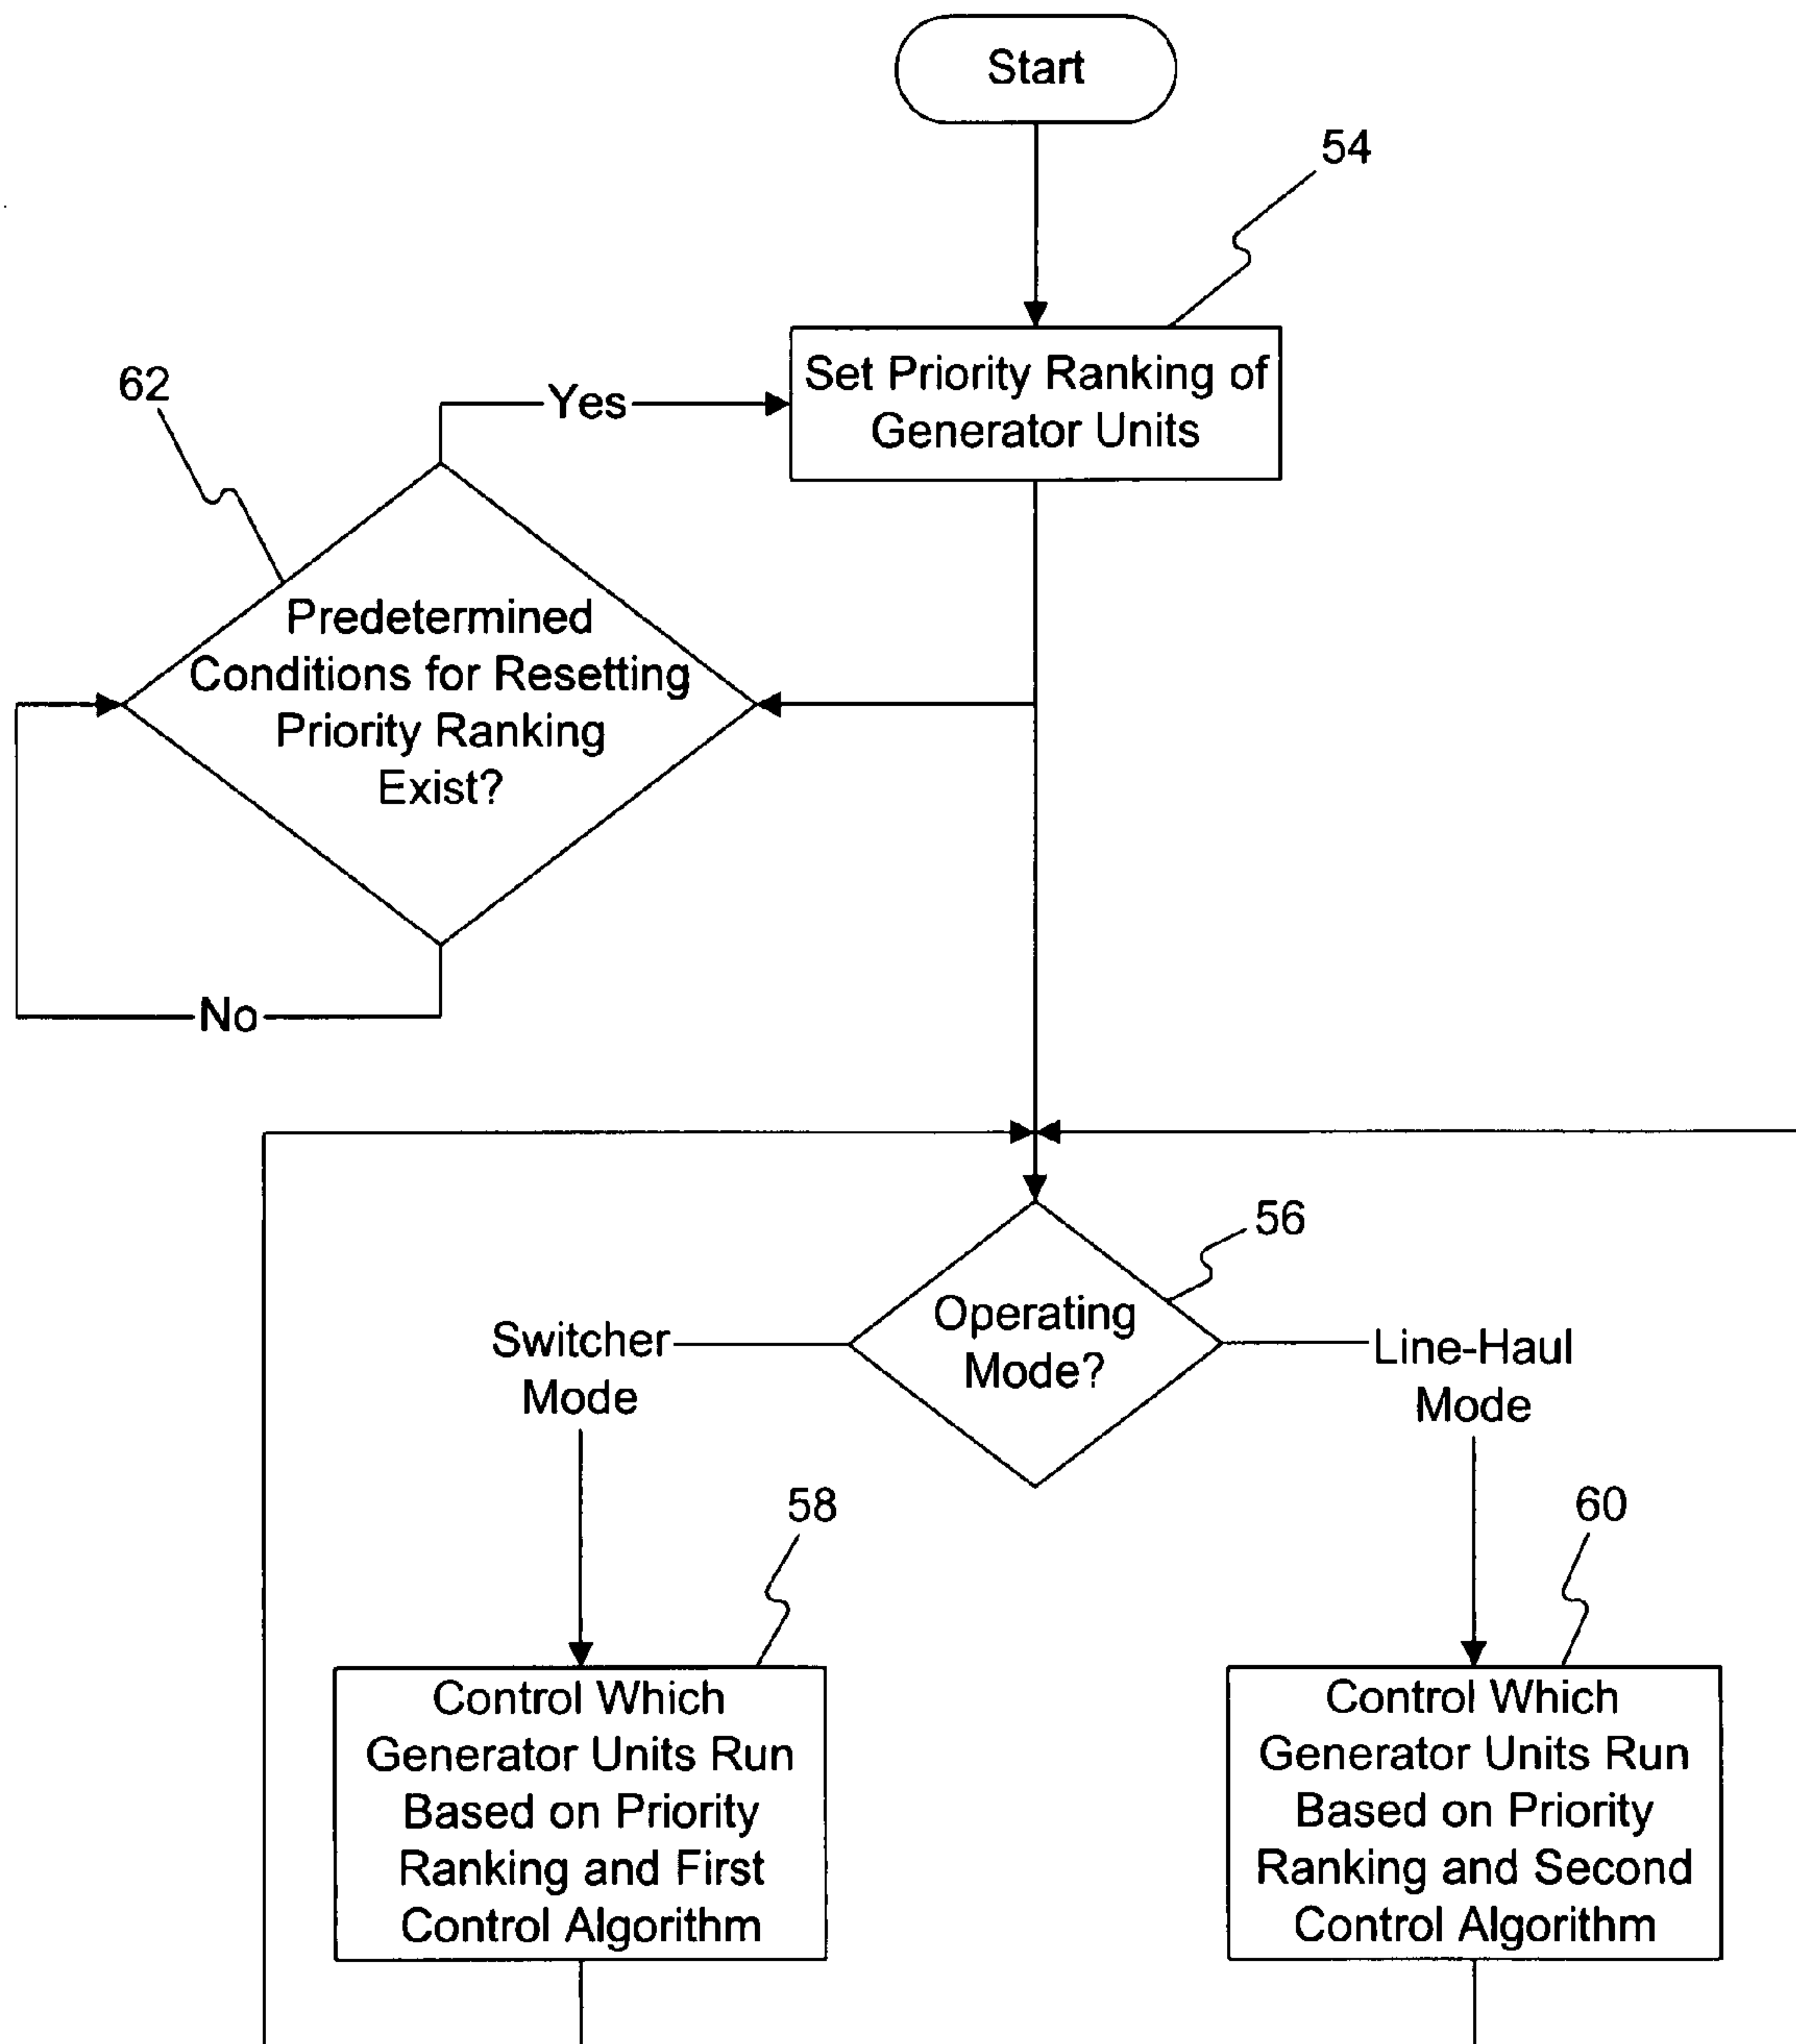 Start
54
Set Priority Ranking of
Generator Units
62
Yes
Predetermined
Conditions for Resetting
Priority Ranking
Exist?
No
56
Operating
Mode?
Switcher
Mode
Line-Haul
Mode
58
60
Control Which
Generator Units Run
Based on Priority
Ranking and First
Control Algorithm
Control Which
Generator Units Run
Based on Priority
Ranking and Second
Control Algorithm